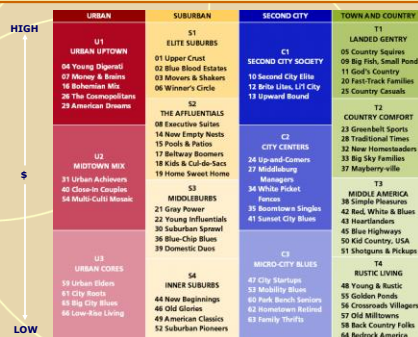 HIGH
$
LOW
URBAN
U1
URBAN UPTOWN
04 Young Digerati
07 Money & Brains
16 Bohemian Mix
26 The Cosmopolitans
29 American Dreams
U2
MIDTOWN MIX
31 Urban Achievers
40 Close-In Couples
54 Multi-Culti Mosaic
U3
URBAN CORES
59 Urban Elders
61 City Roots
65 Big City Blues
66 Low-Rise Living
SUBURBAN
S1
ELITE SUBURBS
01 Upper Crust
02 Blue Blood Estates
03 Movers & Shakers
06 Winner's Circle
S2
THE AFFLUENTIALS
08 Executive Suites
14 New Empty Nests
15 Pools & Patios
17 Beltway Boomers
18 Kids & Cul-de-Sacs
19 Home Sweet Home
S3
MIDDLEBURBS
21 Gray Power
22 Young Influentials
30 Suburban Sprawl
36 Blue-Chip Blues
39 Domestic Duos
S4
INNER SUBURBS
44 New Beginnings
46 Old Glories
49 American Classics
52 Suburban Pioneers
SECOND CITY
C1
SECOND CITY SOCIETY
10 Second City Elite
12 Brite Lites, Li'l City
13 Upward Bound
C2
CITY CENTERS
24 Up-and-Comers
27 Middleburg
Managers
34 White Picket
Fences
35 Boomtown Singles
41 Sunset City Blues
C3
MICRO-CITY BLUES
47 City Startups
53 Mobility Blues
60 Park Bench Seniors
62 Hometown Retired
63 Family Thrifts
TOWN AND COUNTRY
T1
LANDED GENTRY
05 Country Squires
09 Big Fish, Small Pond
11 God's Country
20 Fast-Track Families
25 Country Casuals
T2
COUNTRY COMFORT
23 Greenbelt Sports
28 Traditional Times
32 New Homesteaders
33 Big Sky Families
37 Mayberry-ville
T3
MIDDLE AMERICA
38 Simple Pleasures
42 Red, White & Blues
43 Heartlanders
45 Blue Highways
50 Kid Country, USA
51 Shotguns & Pickups
T4
RUSTIC LIVING
48 Young & Rustic
55 Golden Ponds
56 Crossroads Villagers
57 Old Milltowns
58 Back Country Folks
64 Bedrock America